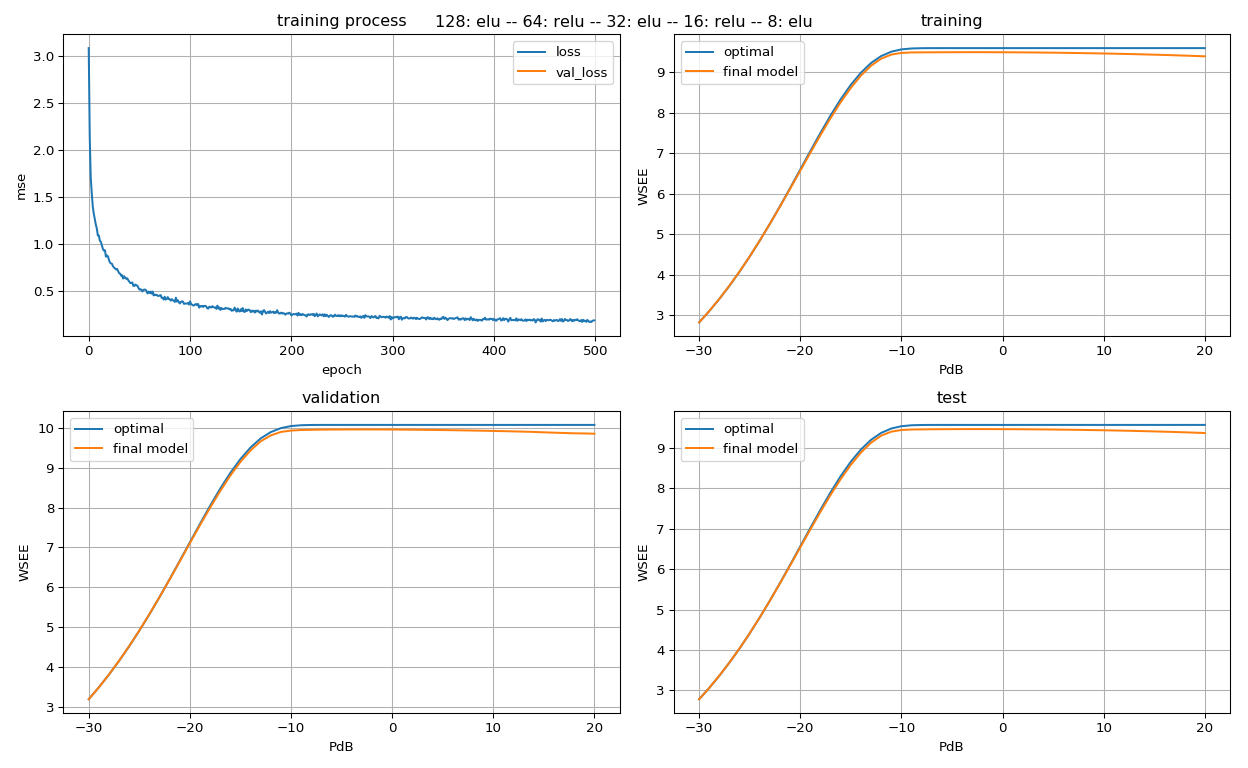 training process 128: elu -- 64: relu -- 32: elu -- 16: relu -- 8: elu training
3.0
2.5
2.0
1.5
1.0
0.5
mse
loss
val_loss
0 100 200 300 400 500
epoch
9
8
7
6
5
4
3
WSEE
optimal
final model
−30 −20 −10 0 10 20
PdB
validation
10
9
8
7
6
5
4
3
WSEE
optimal
final model
−30 −20 −10 0 10 20
PdB
test
9
8
7
6
5
4
3
WSEE
optimal
final model
−30 −20 −10 0 10 20
PdB